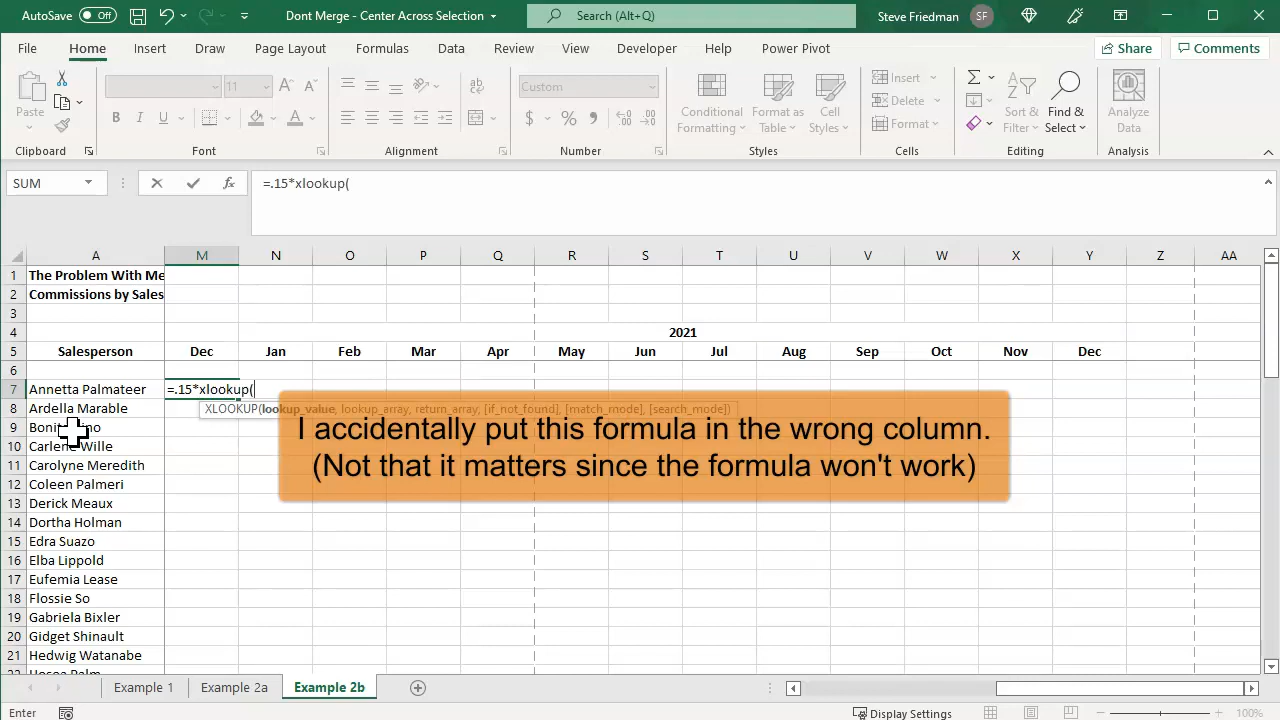 AutoSave Off Dont Merge - Center Across Selection Search (Alt+Q) Steve Friedman SF
File Home Insert Draw Page Layout Formulas Data Review View Developer Help Power Pivot Share Comments
Paste
Clipboard
11
B I U
Font
Alignment
Custom
$ % 9
Number
Conditional Formatting
Format as Table
Cell Styles
Styles
Insert
Delete
Format
Cells
Sort & Filter
Find & Select
Editing
Analyze Data
Analysis
SUM fx =.15*xlookup(
A M N O P Q R S T U V W X Y Z AA
1 The Problem With Me
2 Commissions by Sales
3
4 2021
5 Salesperson Dec Jan Feb Mar Apr May Jun Jul Aug Sep Oct Nov Dec
6
7 Annetta Palmateer =.15*xlookup(
8 Ardella Marable XLOOKUP(lookup_value, lookup_array, return_array, [if_not_found], [match_mode], [search_mode])
I accidentally put this formula in the wrong column.
(Not that it matters since the formula won't work)
9
10 Carlene Wille
11 Carolyne Meredith
12 Coleen Palmeri
13 Derick Meaux
14 Dortha Holman
15 Edra Suazo
16 Elba Lippold
17 Eufemia Lease
18 Flossie So
19 Gabriela Bixler
20 Gidget Shinault
21 Hedwig Watanabe
Example 1 Example 2a Example 2b
Enter Display Settings 100%